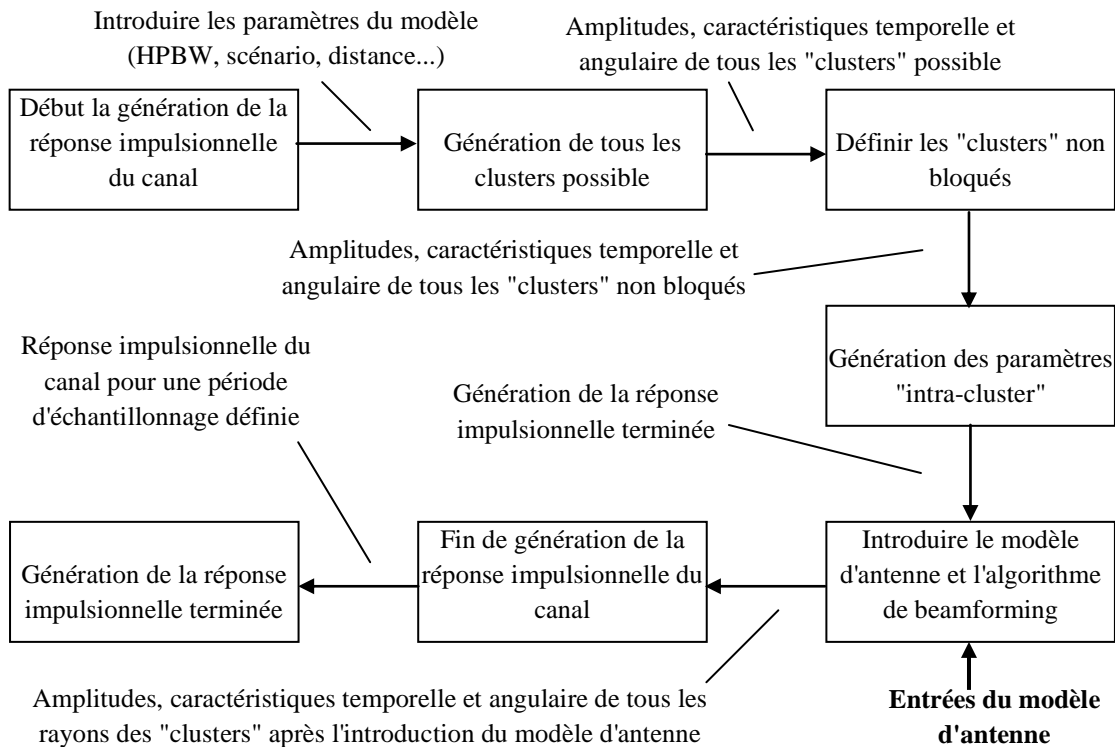 Introduire les paramètres du modèle
(HPBW, scénario, distance...)
Amplitudes, caractéristiques temporelle et
angulaire de tous les "clusters" possible
Début la génération de la
réponse impulsionnelle
du canal
Génération de tous les
clusters possible
Définir les "clusters" non
bloqués
Amplitudes, caractéristiques temporelle et
angulaire de tous les "clusters" non bloqués
Génération des paramètres
"intra-cluster"
Réponse impulsionnelle du
canal pour une période
d'échantillonnage définie
Génération de la réponse
impulsionnelle terminée
Génération de la réponse
impulsionnelle terminée
Fin de génération de la
réponse impulsionnelle du
canal
Introduire le modèle
d'antenne et l'algorithme
de beamforming
Amplitudes, caractéristiques temporelle et angulaire de tous les
rayons des "clusters" après l'introduction du modèle d'antenne
Entrées du modèle
d'antenne